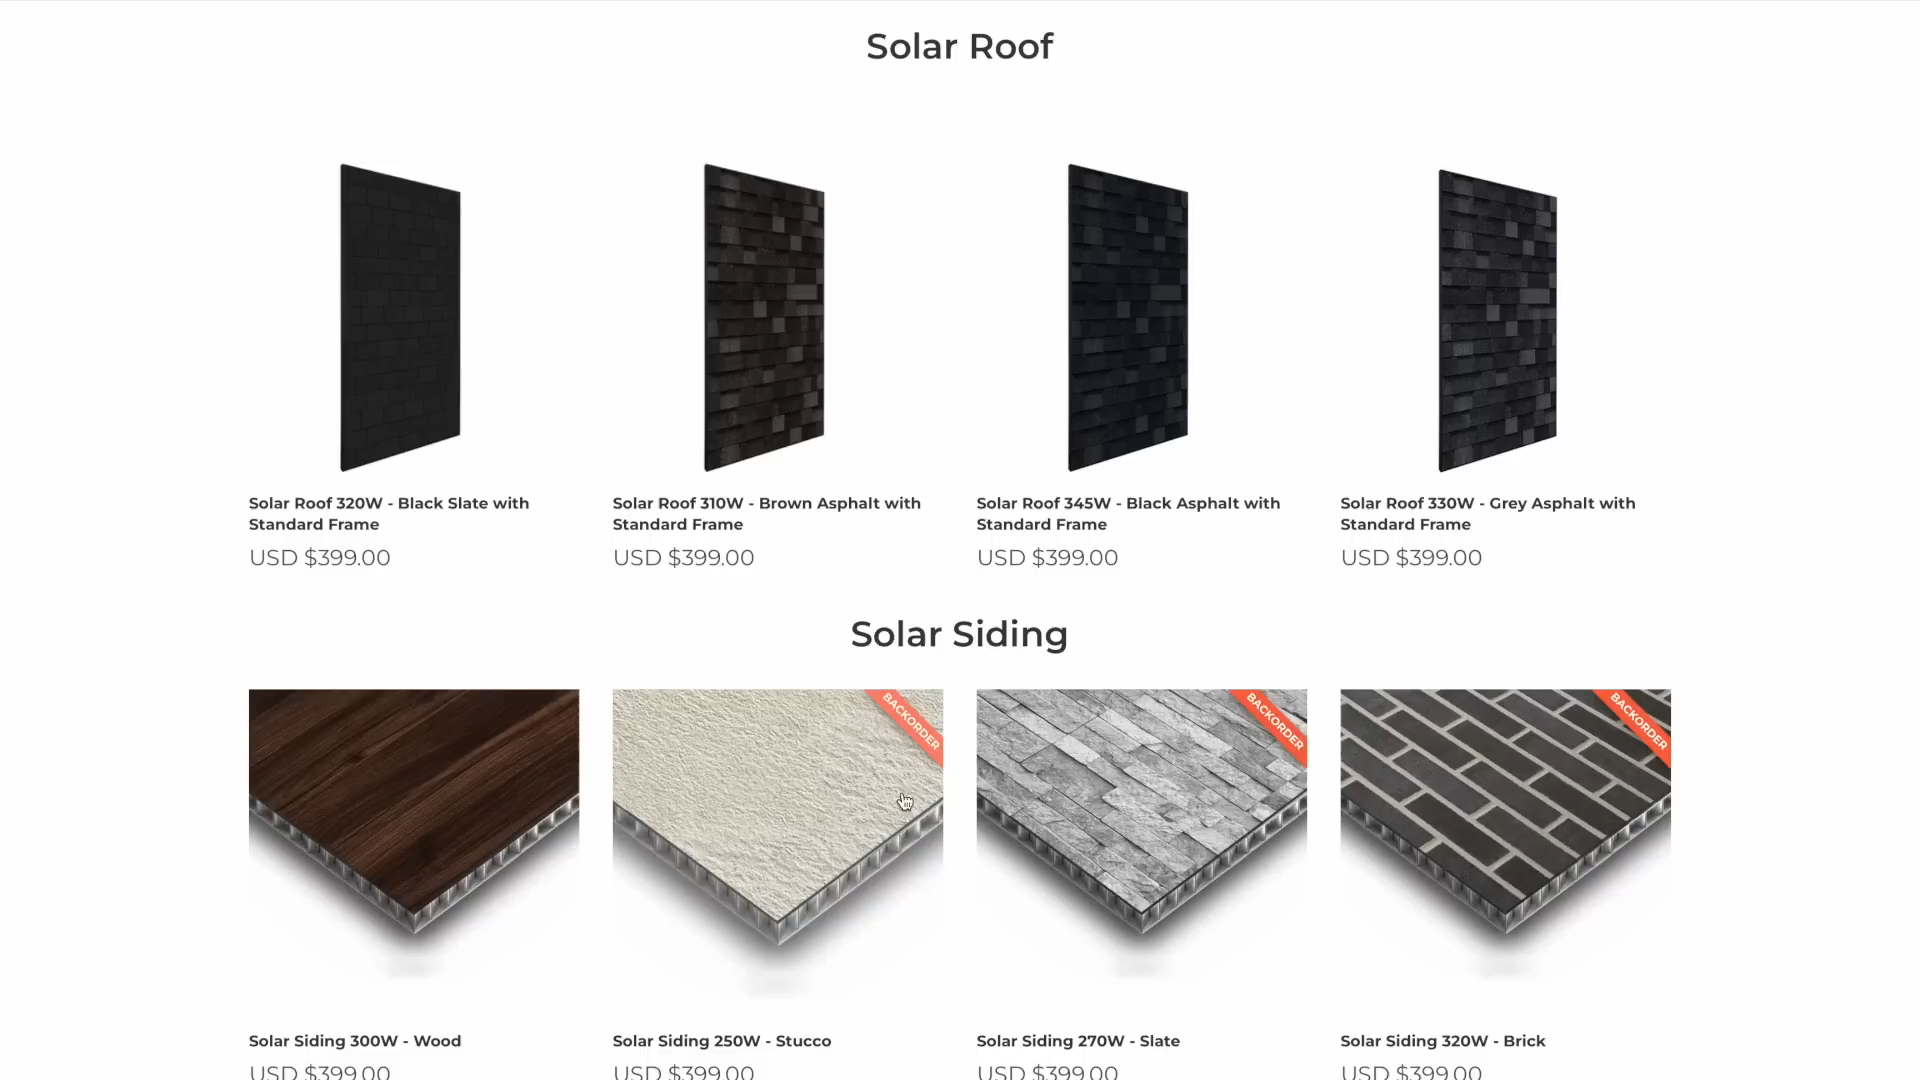 Solar Roof
Solar Roof 320W - Black Slate with
Standard Frame
USD $399.00
Solar Roof 310W - Brown Asphalt with
Standard Frame
USD $399.00
Solar Roof 345W - Black Asphalt with
Standard Frame
USD $399.00
Solar Roof 330W - Grey Asphalt with
Standard Frame
USD $399.00
Solar Siding
BACKORDER
BACKORDER
BACKORDER
Solar Siding 300W - Wood
USD $399.00
Solar Siding 250W - Stucco
USD $399.00
Solar Siding 270W - Slate
USD $399.00
Solar Siding 320W - Brick
USD $399.00